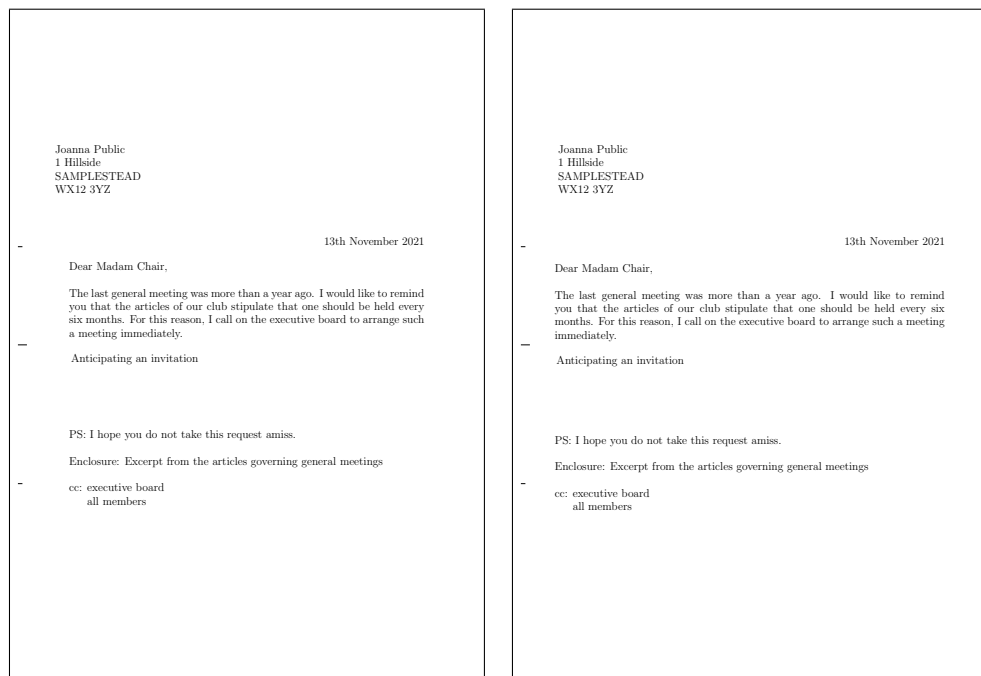 Joanna Public
1 Hillside
SAMPLESTEAD
WX12 3YZ
13th November 2021
Dear Madam Chair,
The last general meeting was more than a year ago. I would like to remind
you that the articles of our club stipulate that one should be held every
six months. For this reason, I call on the executive board to arrange such
a meeting immediately.
Anticipating an invitation
PS: I hope you do not take this request amiss.
Enclosure: Excerpt from the articles governing general meetings
cc: executive board
all members
Joanna Public
1 Hillside
SAMPLESTEAD
WX12 3YZ
13th November 2021
Dear Madam Chair,
The last general meeting was more than a year ago. I would like to remind
you that the articles of our club stipulate that one should be held every six
months. For this reason, I call on the executive board to arrange such a meeting
immediately.
Anticipating an invitation
PS: I hope you do not take this request amiss.
Enclosure: Excerpt from the articles governing general meetings
cc: executive board
all members